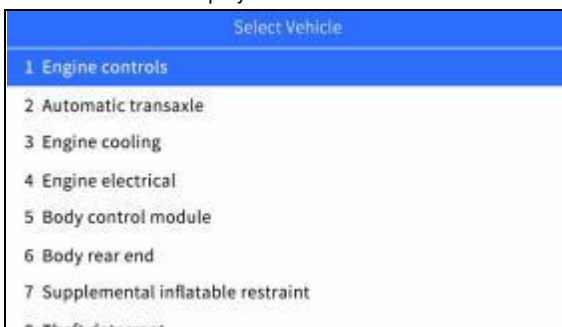 Select Vehicle
1 Engine controls
2 Automatic transaxle
3 Engine cooling
4 Engine electrical
5 Body control module
6 Body rear end
7 Supplemental inflatable restraint